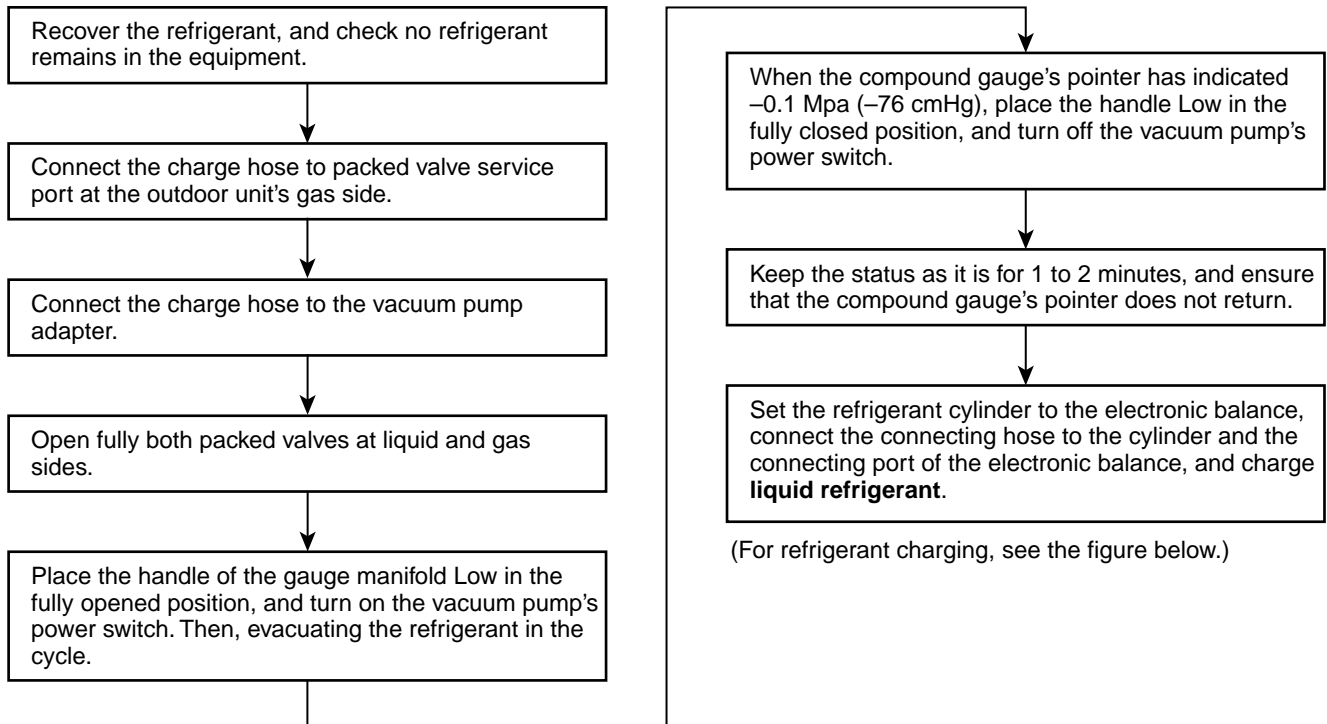 Recover the refrigerant, and check no refrigerant
remains in the equipment.
Connect the charge hose to packed valve service
port at the outdoor unit's gas side.
Connect the charge hose to the vacuum pump
adapter.
Open fully both packed valves at liquid and gas
sides.
Place the handle of the gauge manifold Low in the
fully opened position, and turn on the vacuum pump's
power switch. Then, evacuating the refrigerant in the
cycle.
When the compound gauge's pointer has indicated
–0.1 Mpa (–76 cmHg), place the handle Low in the
fully closed position, and turn off the vacuum pump's
power switch.
Keep the status as it is for 1 to 2 minutes, and ensure
that the compound gauge's pointer does not return.
Set the refrigerant cylinder to the electronic balance,
connect the connecting hose to the cylinder and the
connecting port of the electronic balance, and charge
liquid refrigerant.
(For refrigerant charging, see the figure below.)